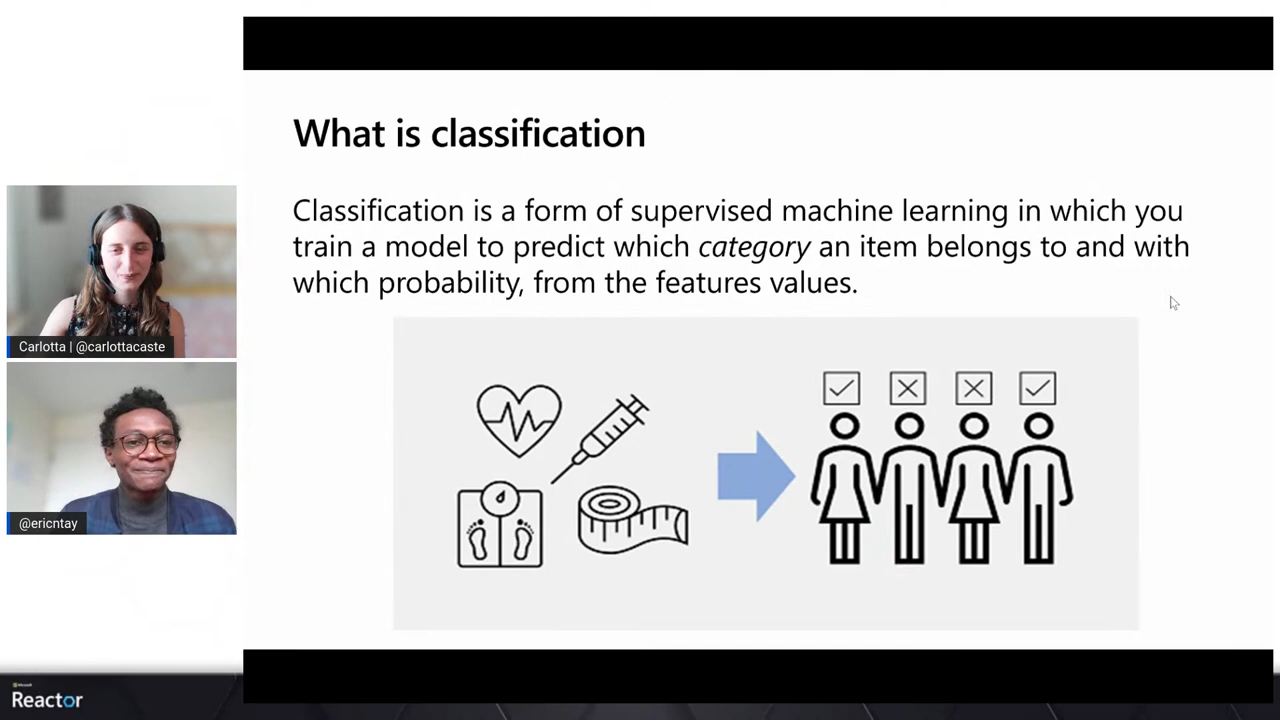 What is classification
Classification is a form of supervised machine learning in which you
train a model to predict which category an item belongs to and with
which probability, from the features values.
Carlotta | @carlottacaste
@ericntay
Microsoft
Reactor